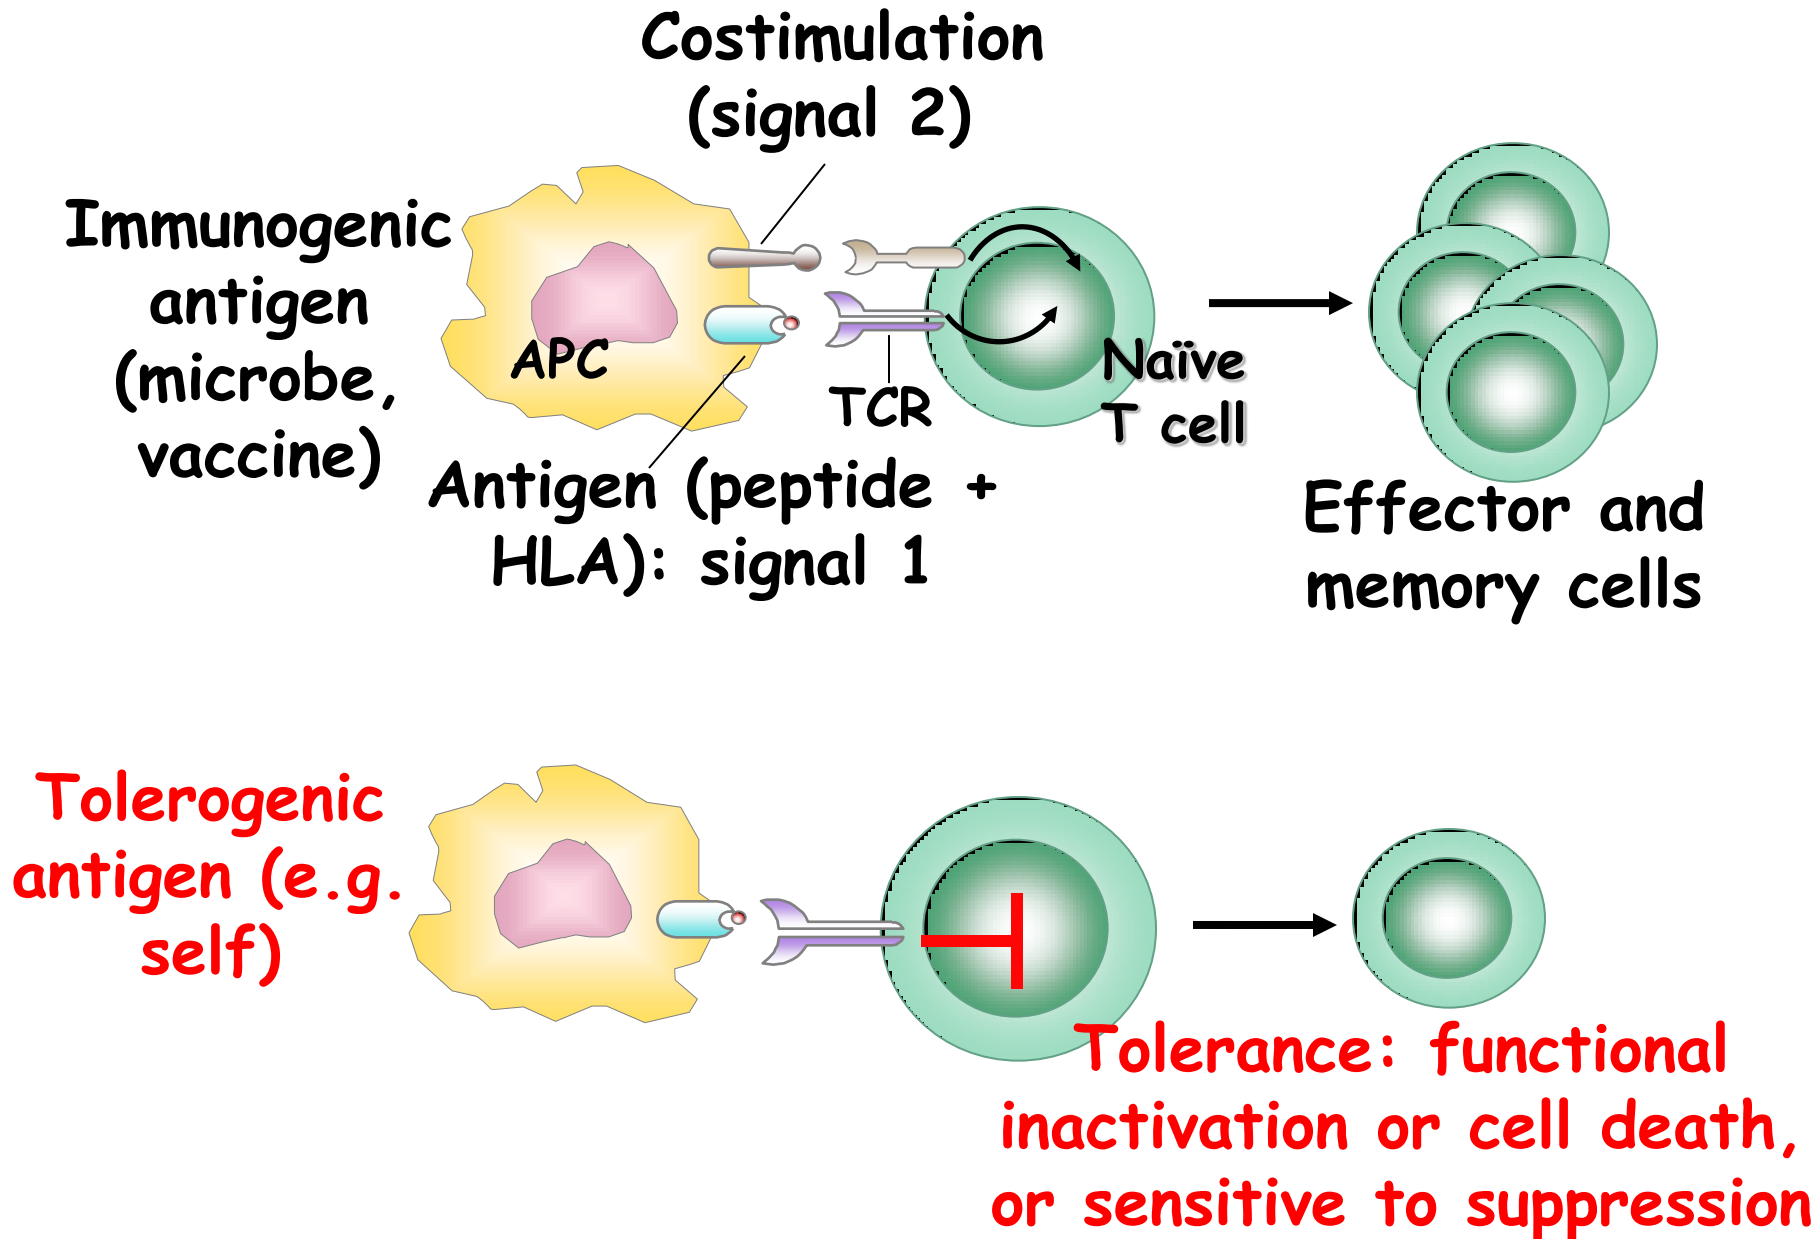 Costimulation
(signal 2)
Immunogenic
antigen
(microbe,
vaccine)
APC
TCR
Naïve
T cell
Antigen (peptide +
HLA): signal 1
Effector and
memory cells
Tolerogenic
antigen (e.g.
self)
Tolerance: functional
inactivation or cell death,
or sensitive to suppression